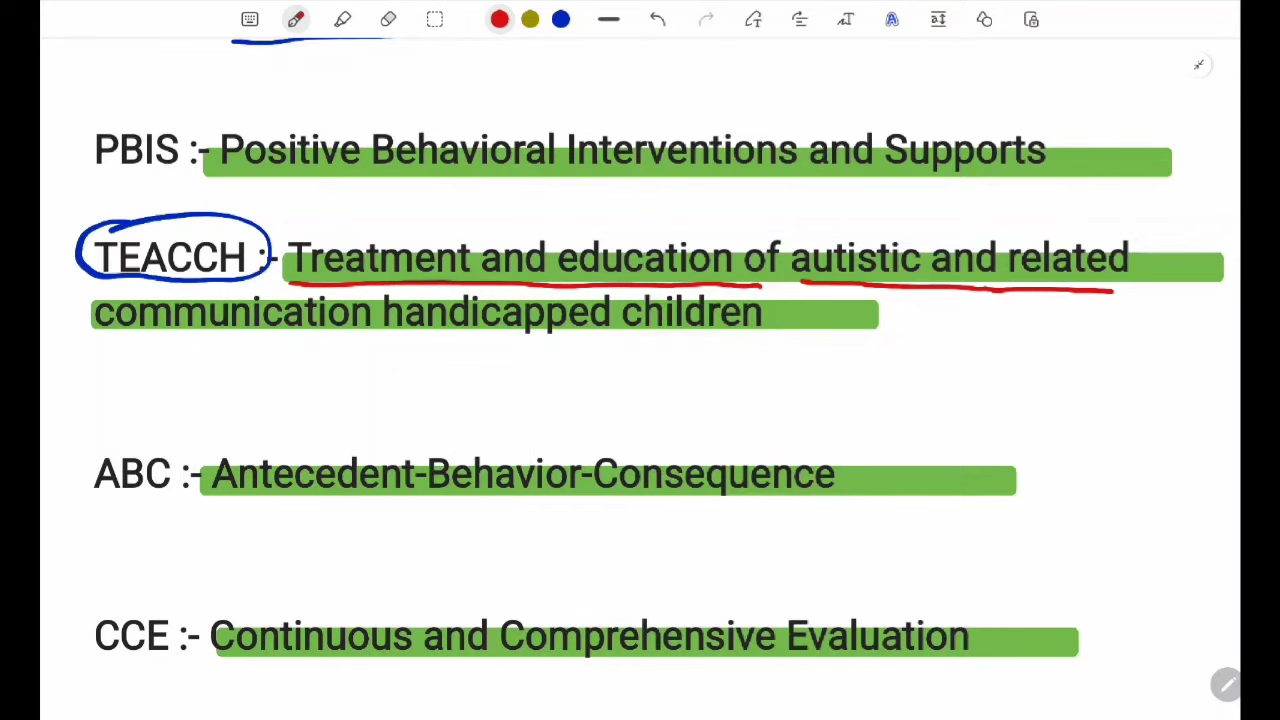 PBIS :- Positive Behavioral Interventions and Supports
TEACCH :- Treatment and education of autistic and related
communication handicapped children
ABC :- Antecedent-Behavior-Consequence
CCE :- Continuous and Comprehensive Evaluation